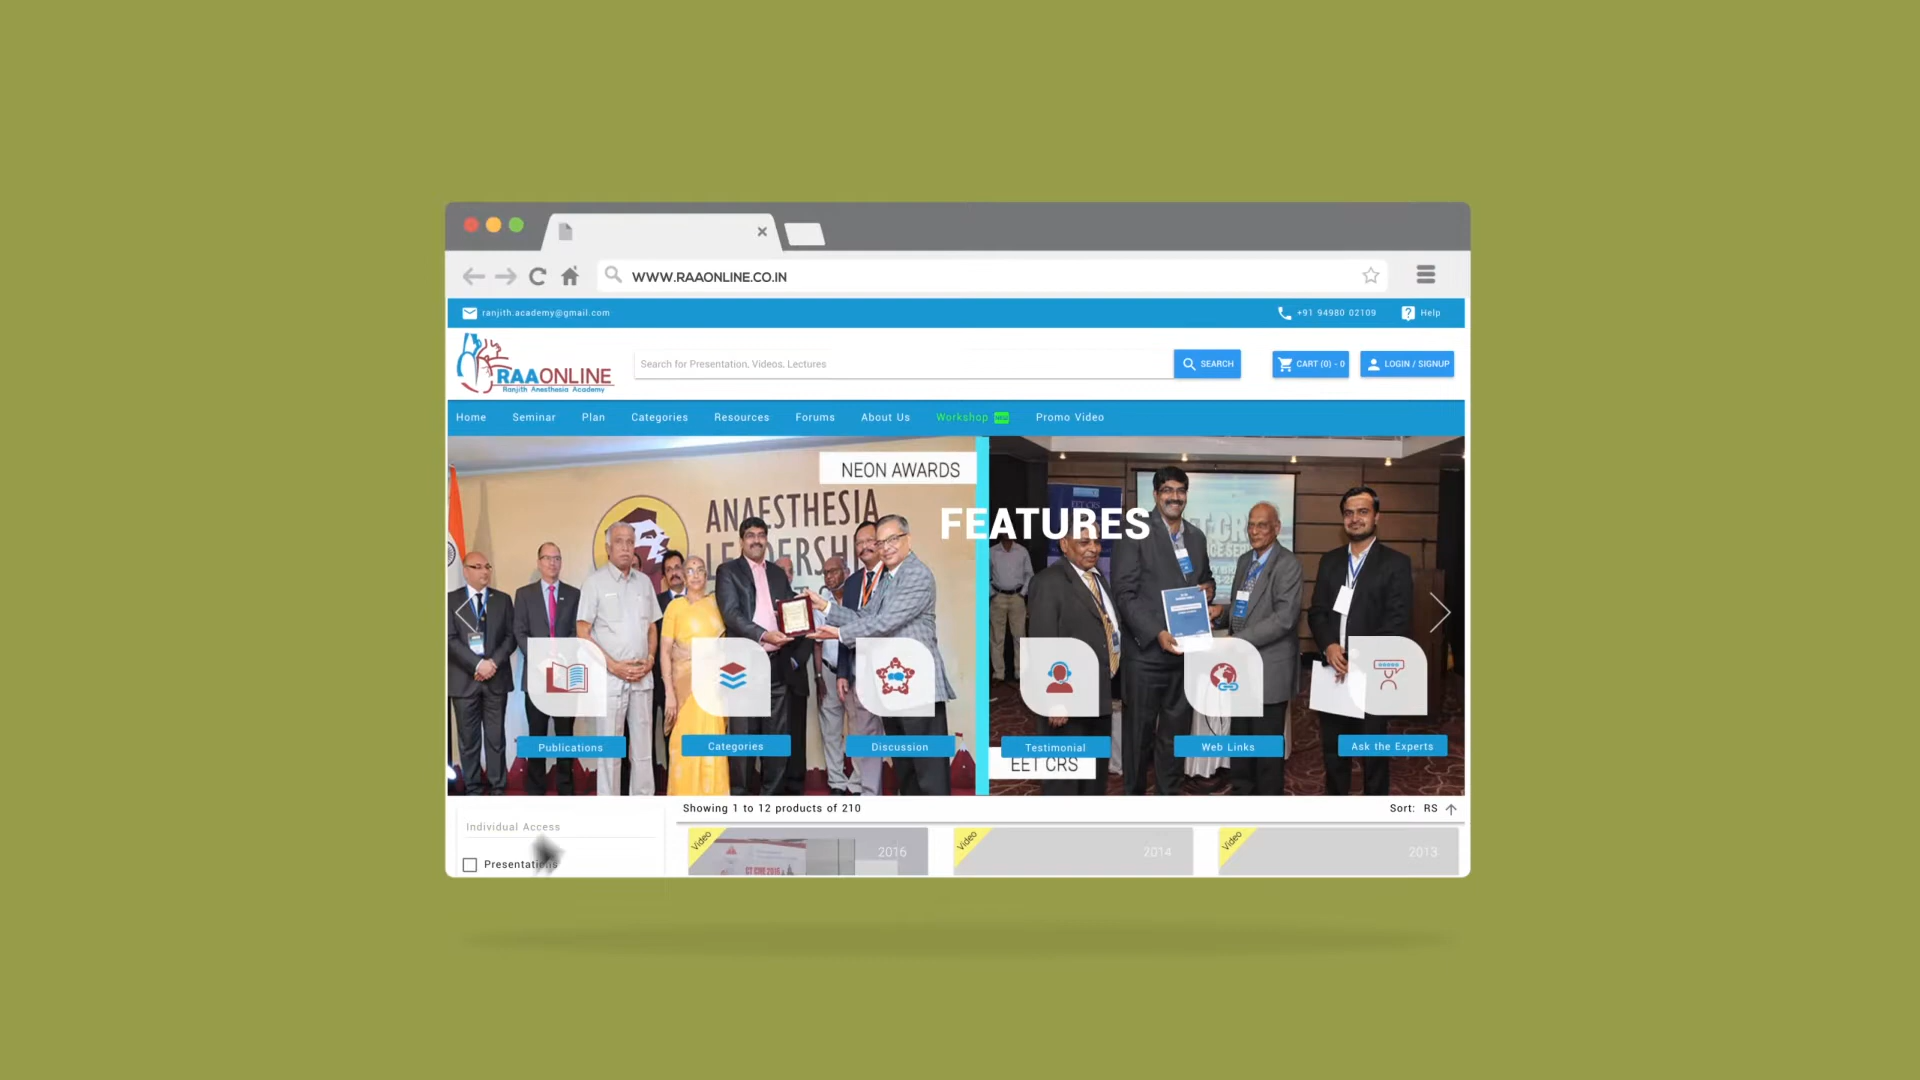 WWW.RAAONLINE.CO.IN
ranjith.academy@gmail.com
+91 94980 02109
Help
RAAONLINE
Ranjith Anesthesia Academy
Search for Presentation, Videos, Lectures
SEARCH
CART (0) - 0
LOGIN / SIGNUP
Home Seminar Plan Categories Resources Forums About Us Workshop Promo Video
NEON AWARDS
ANAESTHESIA
FEATURES
Publications
Categories
Discussion
Testimonial
Web Links
Ask the Experts
EET CRS
Showing 1 to 12 products of 210
Sort: RS
Individual Access
Presentations
Video
2016
Video
2014
Video
2013